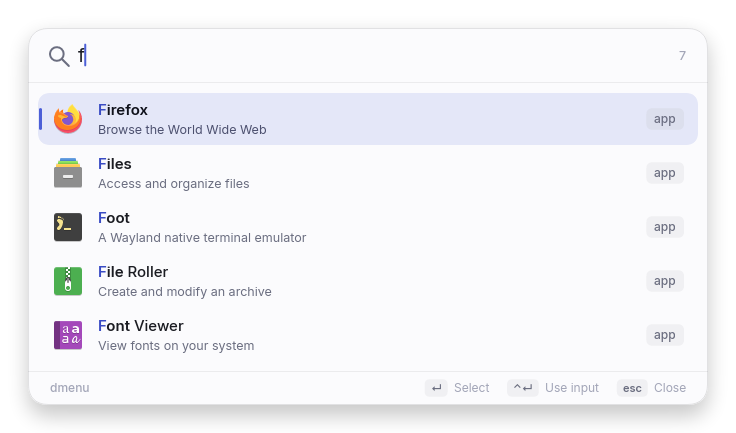 f
7
Firefox
Browse the World Wide Web
app
Files
Access and organize files
app
Foot
A Wayland native terminal emulator
app
File Roller
Create and modify an archive
app
Font Viewer
View fonts on your system
app
dmenu
↵ Select
^↵ Use input
esc Close